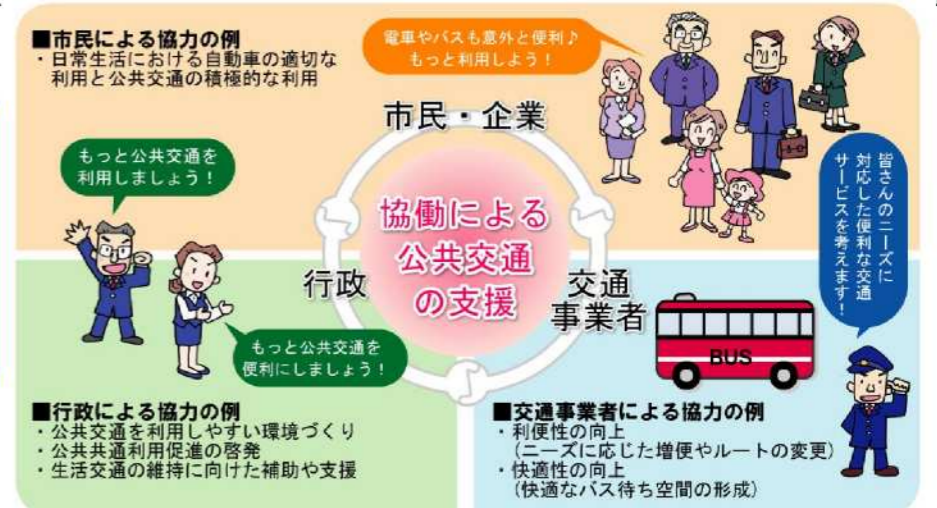 ■市民による協力の例
・日常生活における自動車の適切な
利用と公共交通の積極的な利用
電車やバスも意外と便利♪
もっと利用しよう！
市民・企業
もっと公共交通を
利用しましょう！
皆さんのニーズに
対応した便利な交通
サービスを考えます！
協働による
公共交通
の支援
行政
交通
事業者
もっと公共交通を
便利にしましょう！
BUS
■行政による協力の例
・公共交通を利用しやすい環境づくり
・公共共通利用促進の啓発
・生活交通の維持に向けた補助や支援
■交通事業者による協力の例
・利便性の向上
(ニーズに応じた増便やルートの変更)
・快適性の向上
(快適なバス待ち空間の形成)